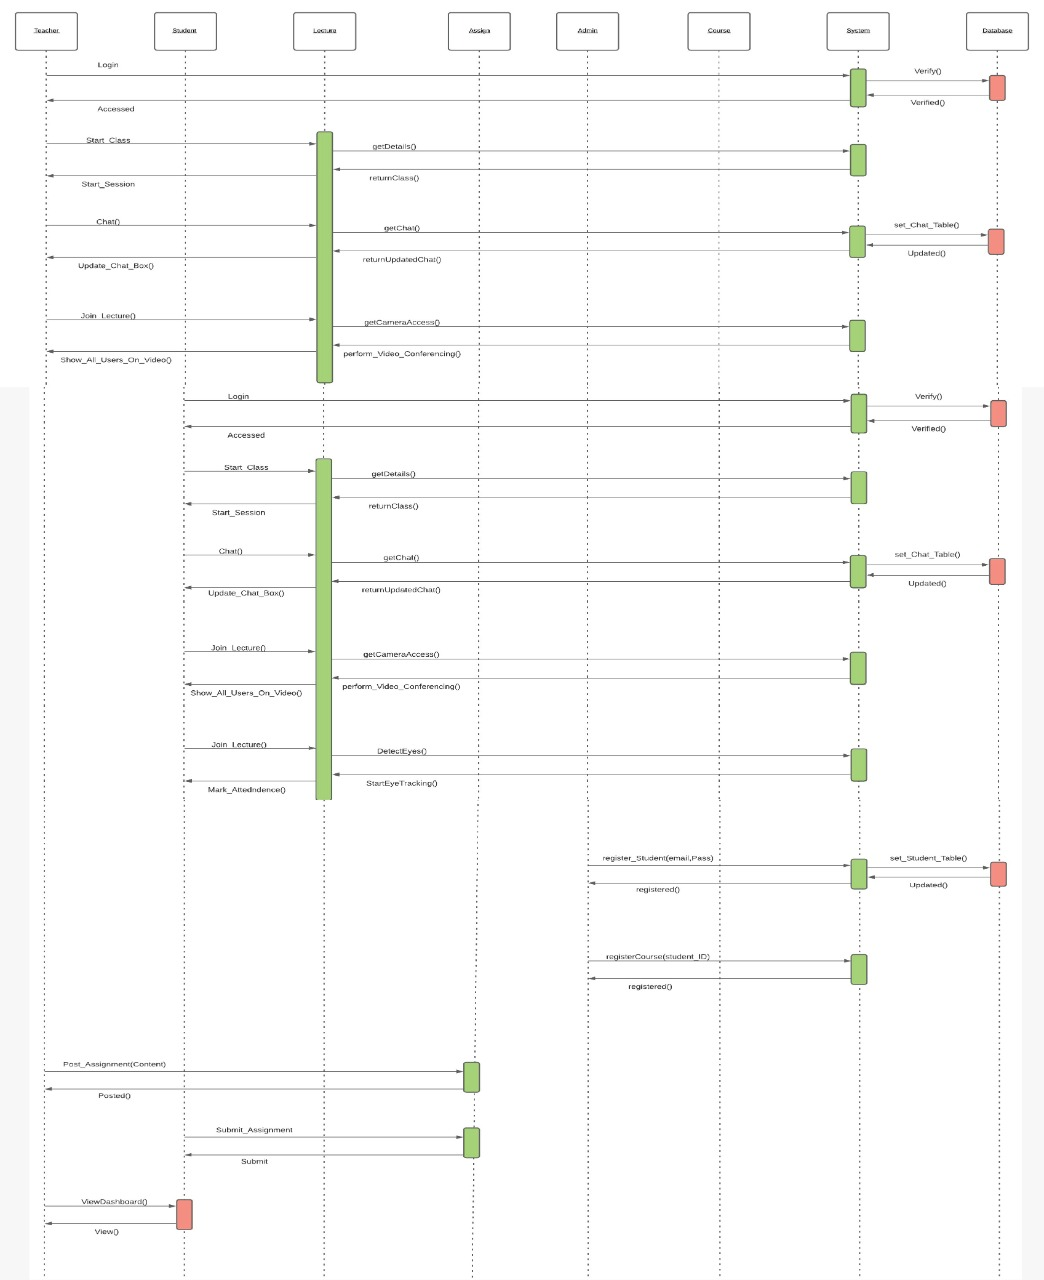 Teacher
Student
Lecture
Assign
Admin
Course
System
Database
Login
Verify()
Verified()
Accessed
Start_Class
getDetails()
returnClass()
Start_Session
Chat()
getChat()
set_Chat_Table()
Updated()
returnUpdatedChat()
Update_Chat_Box()
Join_Lecture()
getCameraAccess()
perform_Video_Conferencing()
Show_All_Users_On_Video()
Login
Verify()
Verified()
Accessed
Start_Class
getDetails()
returnClass()
Start_Session
Chat()
getChat()
set_Chat_Table()
Updated()
returnUpdatedChat()
Update_Chat_Box()
Join_Lecture()
getCameraAccess()
perform_Video_Conferencing()
Show_All_Users_On_Video()
Join_Lecture()
DetectEyes()
StartEyeTracking()
Mark_Attedndence()
register_Student(email,Pass)
set_Student_Table()
Updated()
registered()
registerCourse(student_ID)
registered()
Post_Assignment(Content)
Posted()
Submit_Assignment
Submit
ViewDashboard()
View()